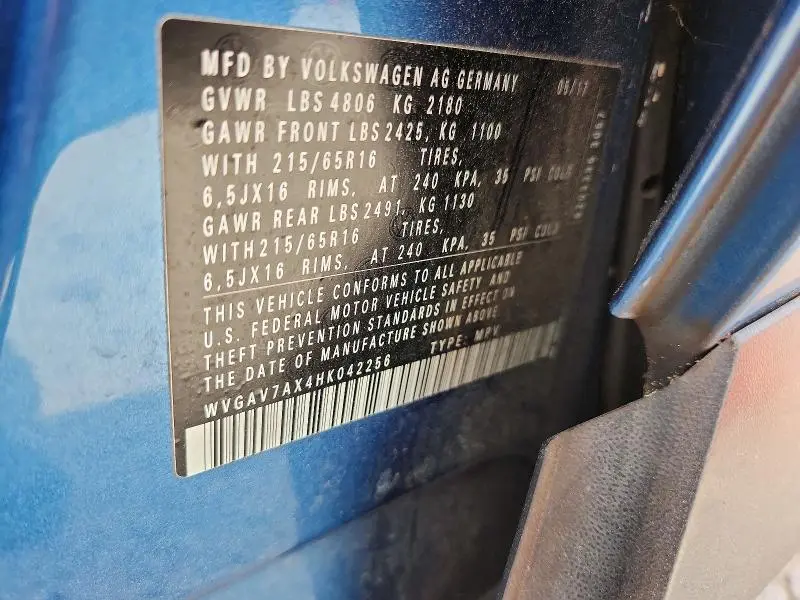 MFD BY VOLKSWAGEN AG GERMANY 05/17
GVWR LBS 4806 KG 2180
GAWR FRONT LBS 2425, KG 1100
WITH 215/65R16 TIRES,
6,5JX16 RIMS, AT 240 KPA, 35 PSI COLD
GAWR REAR LBS 2491, KG 1130
WITH 215/65R16 TIRES,
6,5JX16 RIMS, AT 240 KPA, 35 PSI COLD
THIS VEHICLE CONFORMS TO ALL APPLICABLE
U.S. FEDERAL MOTOR VEHICLE SAFETY AND
THEFT PREVENTION STANDARDS IN EFFECT ON
THE DATE OF MANUFACTURE SHOWN ABOVE
WVGAV7AX4HK042256 TYPE: MPV